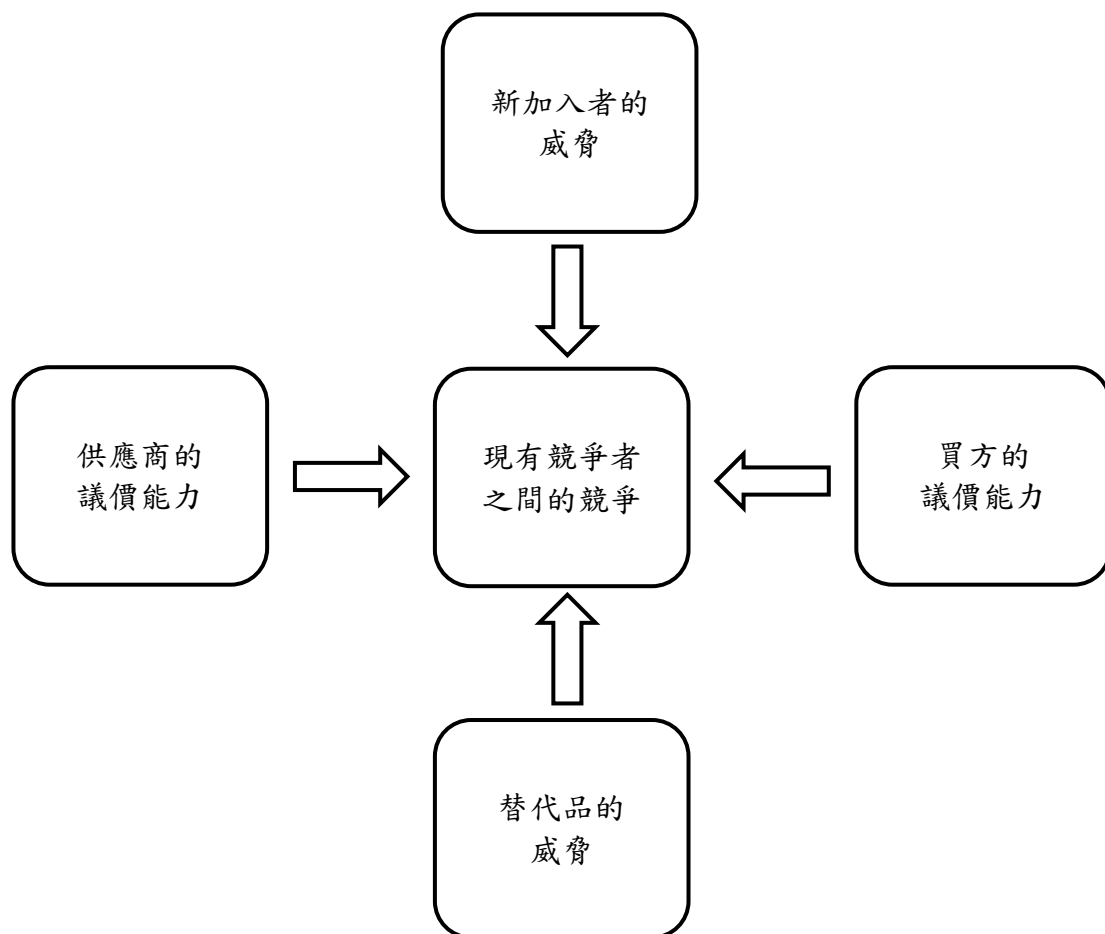 新加入者的
威脅
供應商的
議價能力
現有競爭者
之間的競爭
買方的
議價能力
替代品的
威脅